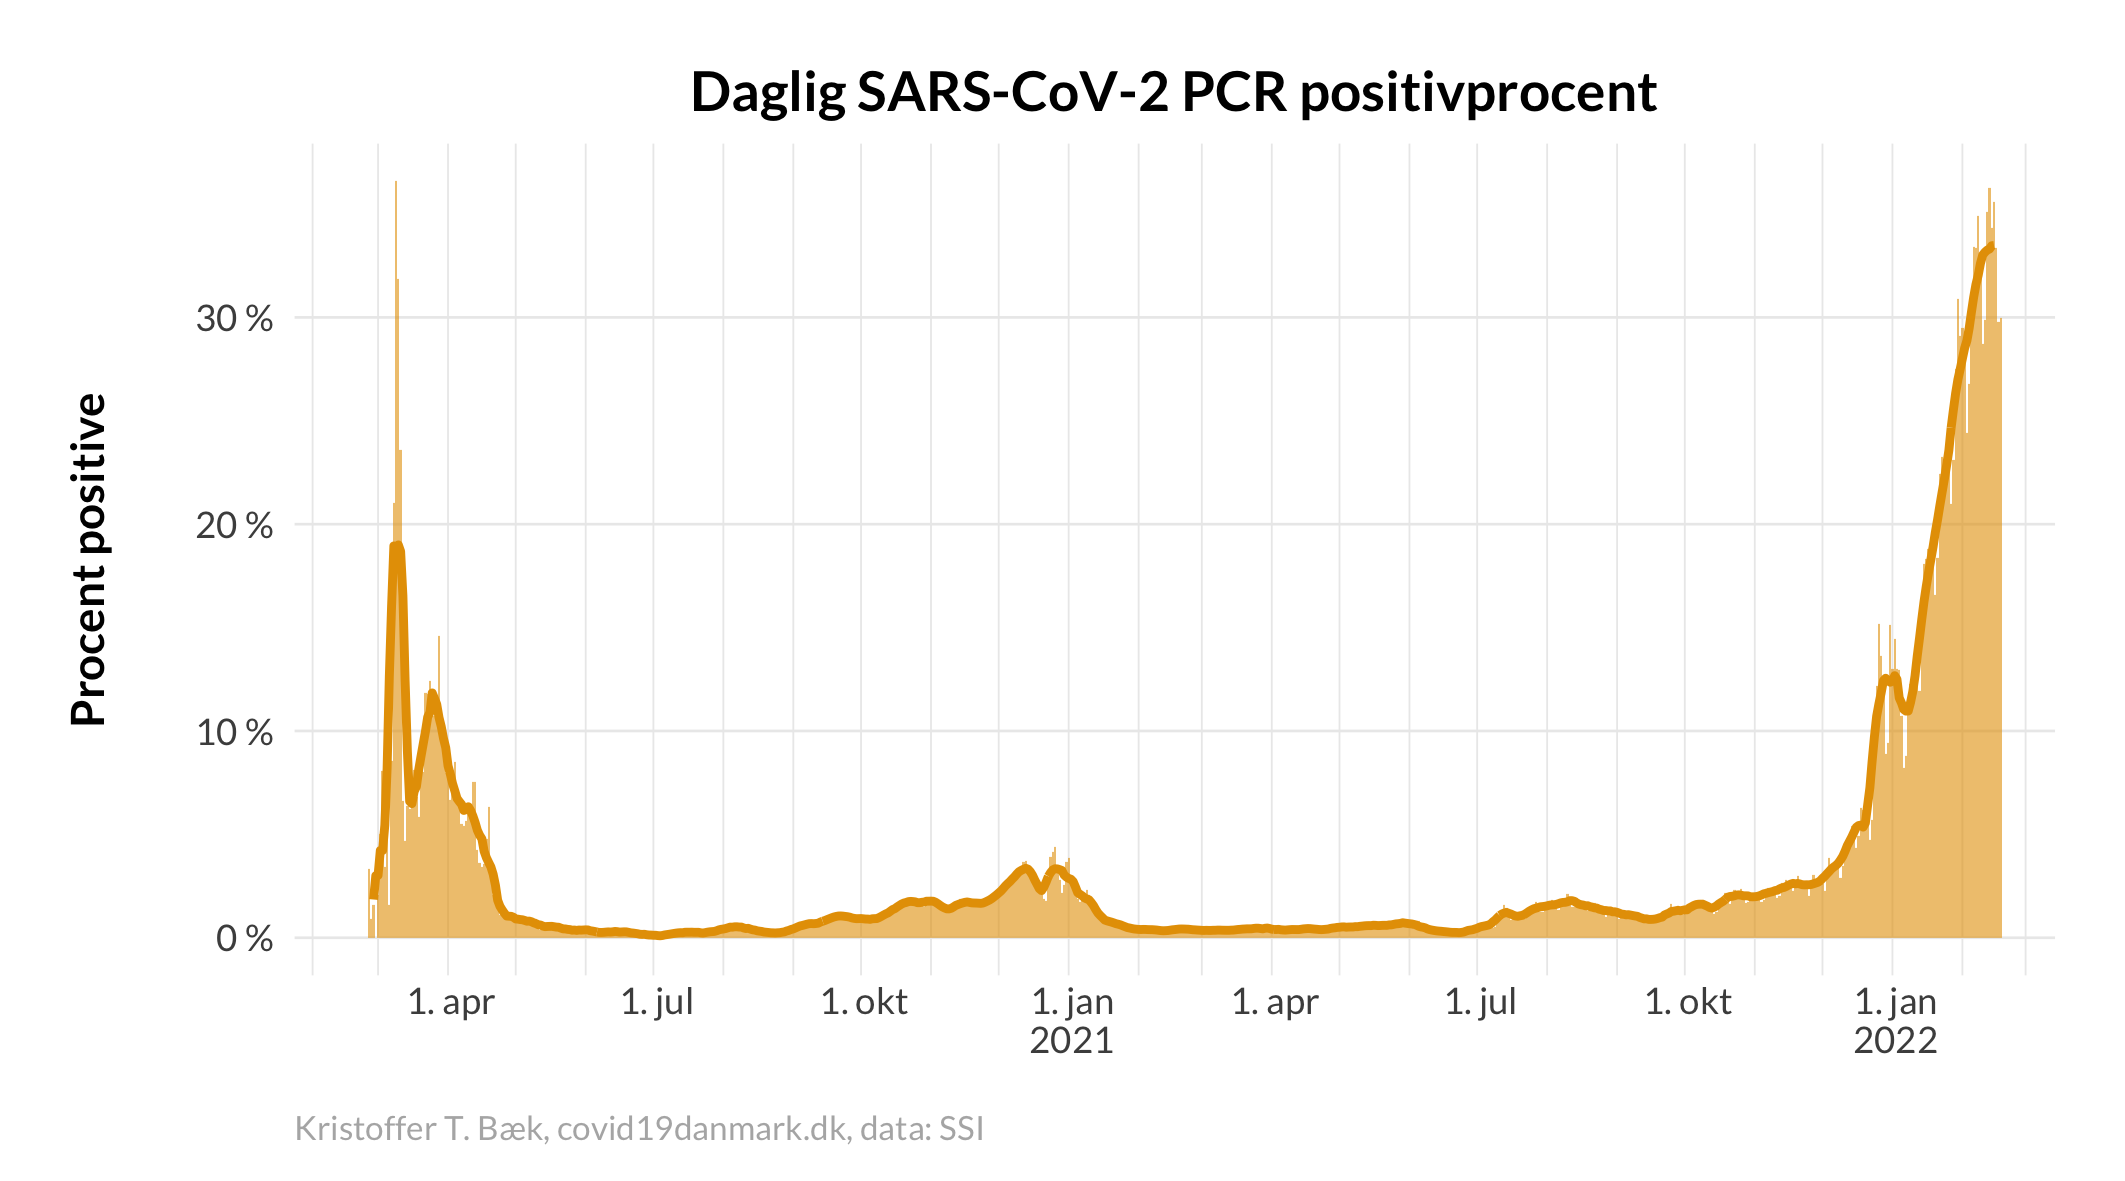 Daglig SARS-CoV-2 PCR positivprocent
Procent positive
30 %
20 %
10 %
0 %
1. apr
1. jul
1. okt
1. jan
2021
1. apr
1. jul
1. okt
1. jan
2022
Kristoffer T. Bæk, covid19danmark.dk, data: SSI